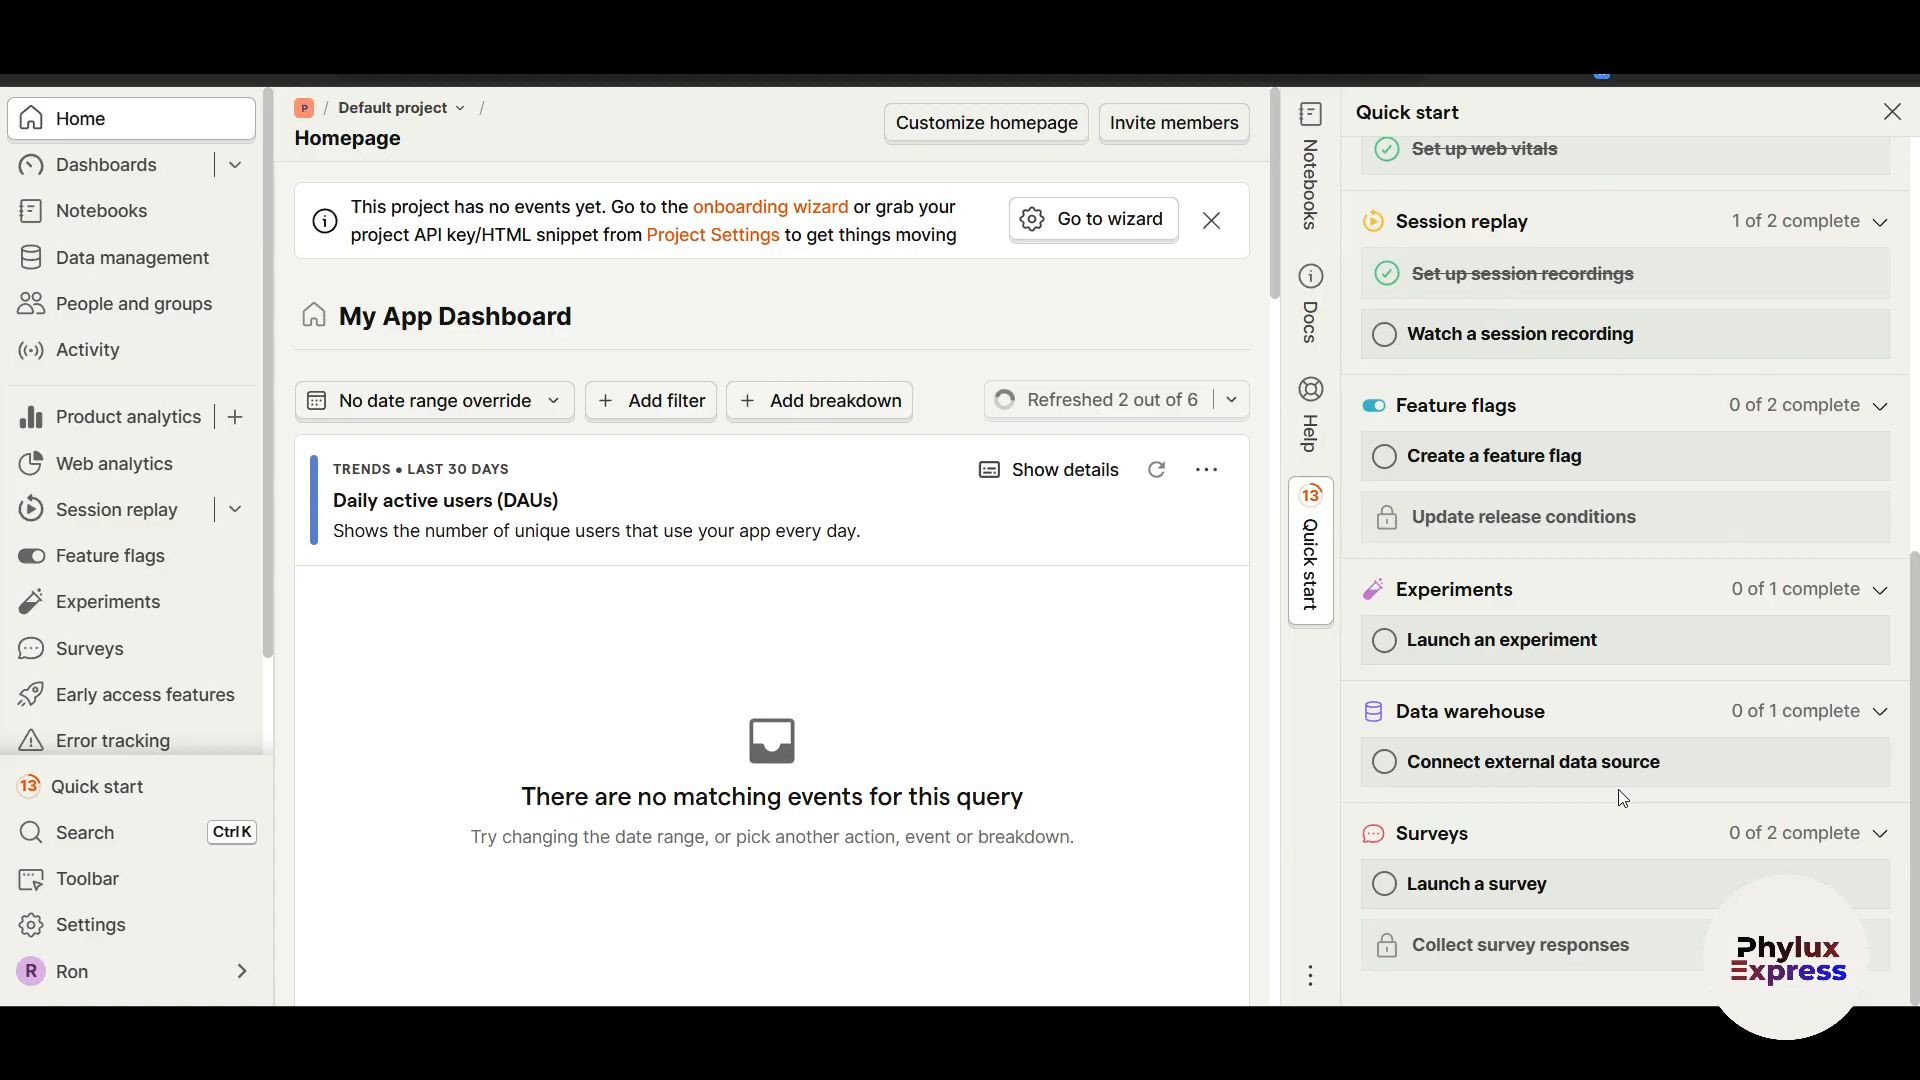 Home
Dashboards
Notebooks
Data management
People and groups
Activity
Product analytics
Web analytics
Session replay
Feature flags
Experiments
Surveys
Early access features
Error tracking
13 Quick start
Search Ctrl K
Toolbar
Settings
R Ron
P / Default project /
Homepage
Customize homepage
Invite members
This project has no events yet. Go to the onboarding wizard or grab your
project API key/HTML snippet from Project Settings to get things moving
Go to wizard
My App Dashboard
No date range override
Add filter
Add breakdown
Refreshed 2 out of 6
TRENDS • LAST 30 DAYS
Show details
Daily active users (DAUs)
Shows the number of unique users that use your app every day.
There are no matching events for this query
Try changing the date range, or pick another action, event or breakdown.
Notebooks
Docs
Help
13 Quick start
Quick start
Set up web vitals
Session replay 1 of 2 complete
Set up session recordings
Watch a session recording
Feature flags 0 of 2 complete
Create a feature flag
Update release conditions
Experiments 0 of 1 complete
Launch an experiment
Data warehouse 0 of 1 complete
Connect external data source
Surveys 0 of 2 complete
Launch a survey
Collect survey responses
Phylux
Express